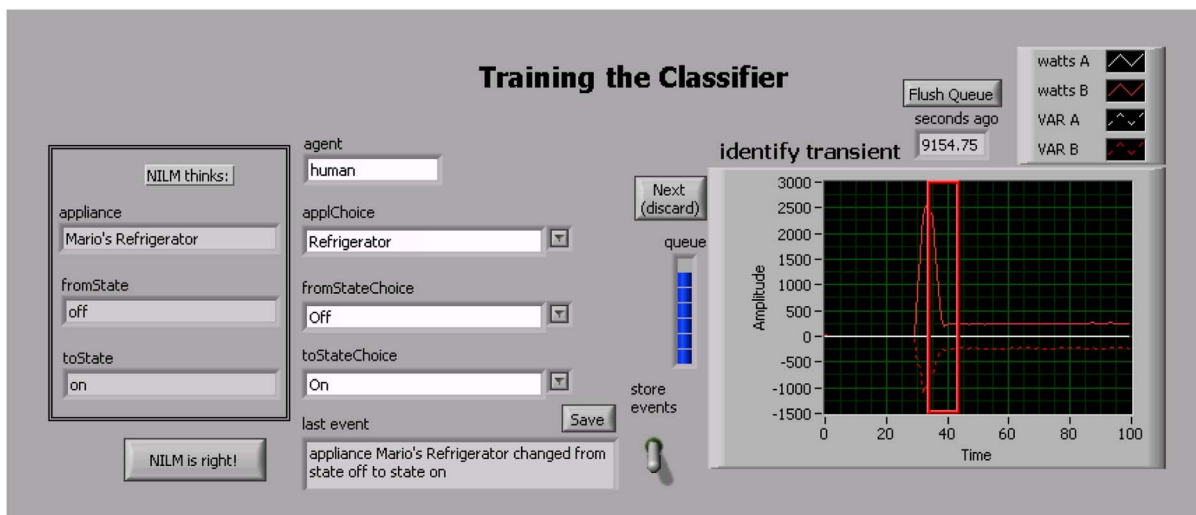 Training the Classifier
watts A
watts B
VAR A
VAR B
Flush Queue
seconds ago
9154.75
NILM thinks:
appliance
Mario's Refrigerator
fromState
off
toState
on
NILM is right!
agent
human
applChoice
Refrigerator
fromStateChoice
Off
toStateChoice
On
last event
Save
appliance Mario's Refrigerator changed from
state off to state on
Next
(discard)
queue
store
events
identify transient
Amplitude
3000
2500
2000
1500
1000
500
0
-500
-1000
-1500
0 20 40 60 80 100
Time